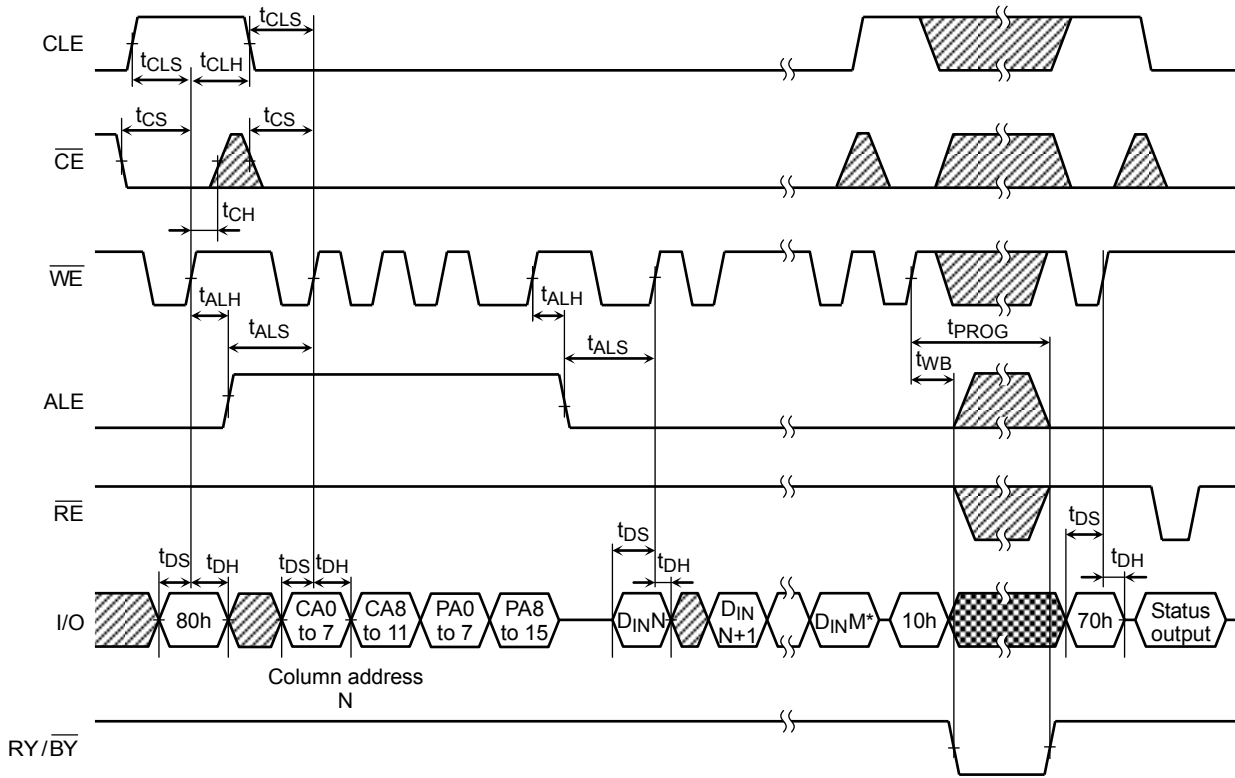 CLE
tCLS
tCLS
tCLH
CE
tCS
tCS
tCH
WE
tALH
tALH
tALS
tALS
tPROG
tWB
ALE
RE
tDS
tDH
tDS
tDH
tDS
tDH
tDS
tDH
I/O
80h
CA0
to 7
CA8
to 11
PA0
to 7
PA8
to 15
DINN
DIN
N+1
DINM*
10h
70h
Status
output
Column address
N
RY/BY